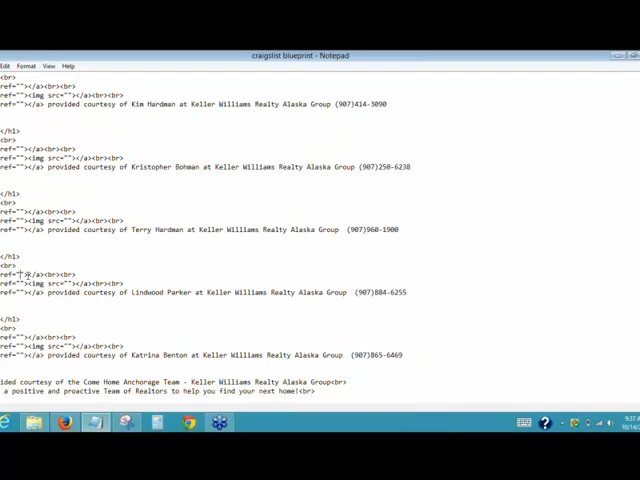 craigslist blueprint - Notepad
Edit Format View Help
<br>
ref=""></a><br><br>
ref=""><img src=""></a><br><br>
ref=""></a> provided courtesy of Kim Hardman at Keller Williams Realty Alaska Group (907)414-3090
</h1>
<br>
ref=""></a><br><br>
ref=""><img src=""></a><br><br>
ref=""></a> provided courtesy of Kristopher Bohman at Keller Williams Realty Alaska Group (907)250-6238
</h1>
<br>
ref=""></a><br><br>
ref=""><img src=""></a><br><br>
ref=""></a> provided courtesy of Terry Hardman at Keller Williams Realty Alaska Group (907)960-1900
</h1>
<br>
ref=""></a><br><br>
ref=""><img src=""></a><br><br>
ref=""></a> provided courtesy of Lindwood Parker at Keller Williams Realty Alaska Group (907)884-6255
</h1>
<br>
ref=""></a><br><br>
ref=""><img src=""></a><br><br>
ref=""></a> provided courtesy of Katrina Benton at Keller Williams Realty Alaska Group (907)865-6469
ided courtesy of the Come Home Anchorage Team - Keller Williams Realty Alaska Group<br>
a positive and proactive Team of Realtors to help you find your next home!<br>
9:37
10/14/2